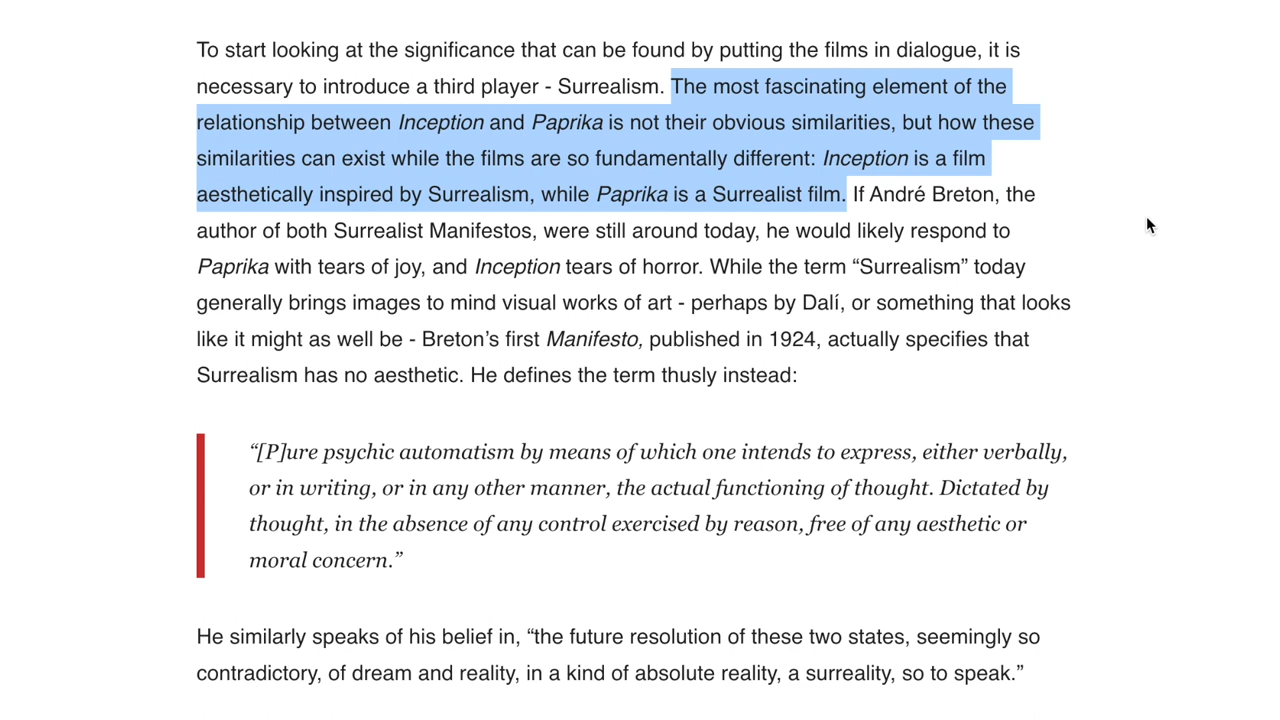 To start looking at the significance that can be found by putting the films in dialogue, it is
necessary to introduce a third player - Surrealism. The most fascinating element of the
relationship between Inception and Paprika is not their obvious similarities, but how these
similarities can exist while the films are so fundamentally different: Inception is a film
aesthetically inspired by Surrealism, while Paprika is a Surrealist film. If André Breton, the
author of both Surrealist Manifestos, were still around today, he would likely respond to
Paprika with tears of joy, and Inception tears of horror. While the term “Surrealism” today
generally brings images to mind visual works of art - perhaps by Dalí, or something that looks
like it might as well be - Breton’s first Manifesto, published in 1924, actually specifies that
Surrealism has no aesthetic. He defines the term thusly instead:
“[P]ure psychic automatism by means of which one intends to express, either verbally,
or in writing, or in any other manner, the actual functioning of thought. Dictated by
thought, in the absence of any control exercised by reason, free of any aesthetic or
moral concern.”
He similarly speaks of his belief in, “the future resolution of these two states, seemingly so
contradictory, of dream and reality, in a kind of absolute reality, a surreality, so to speak.”